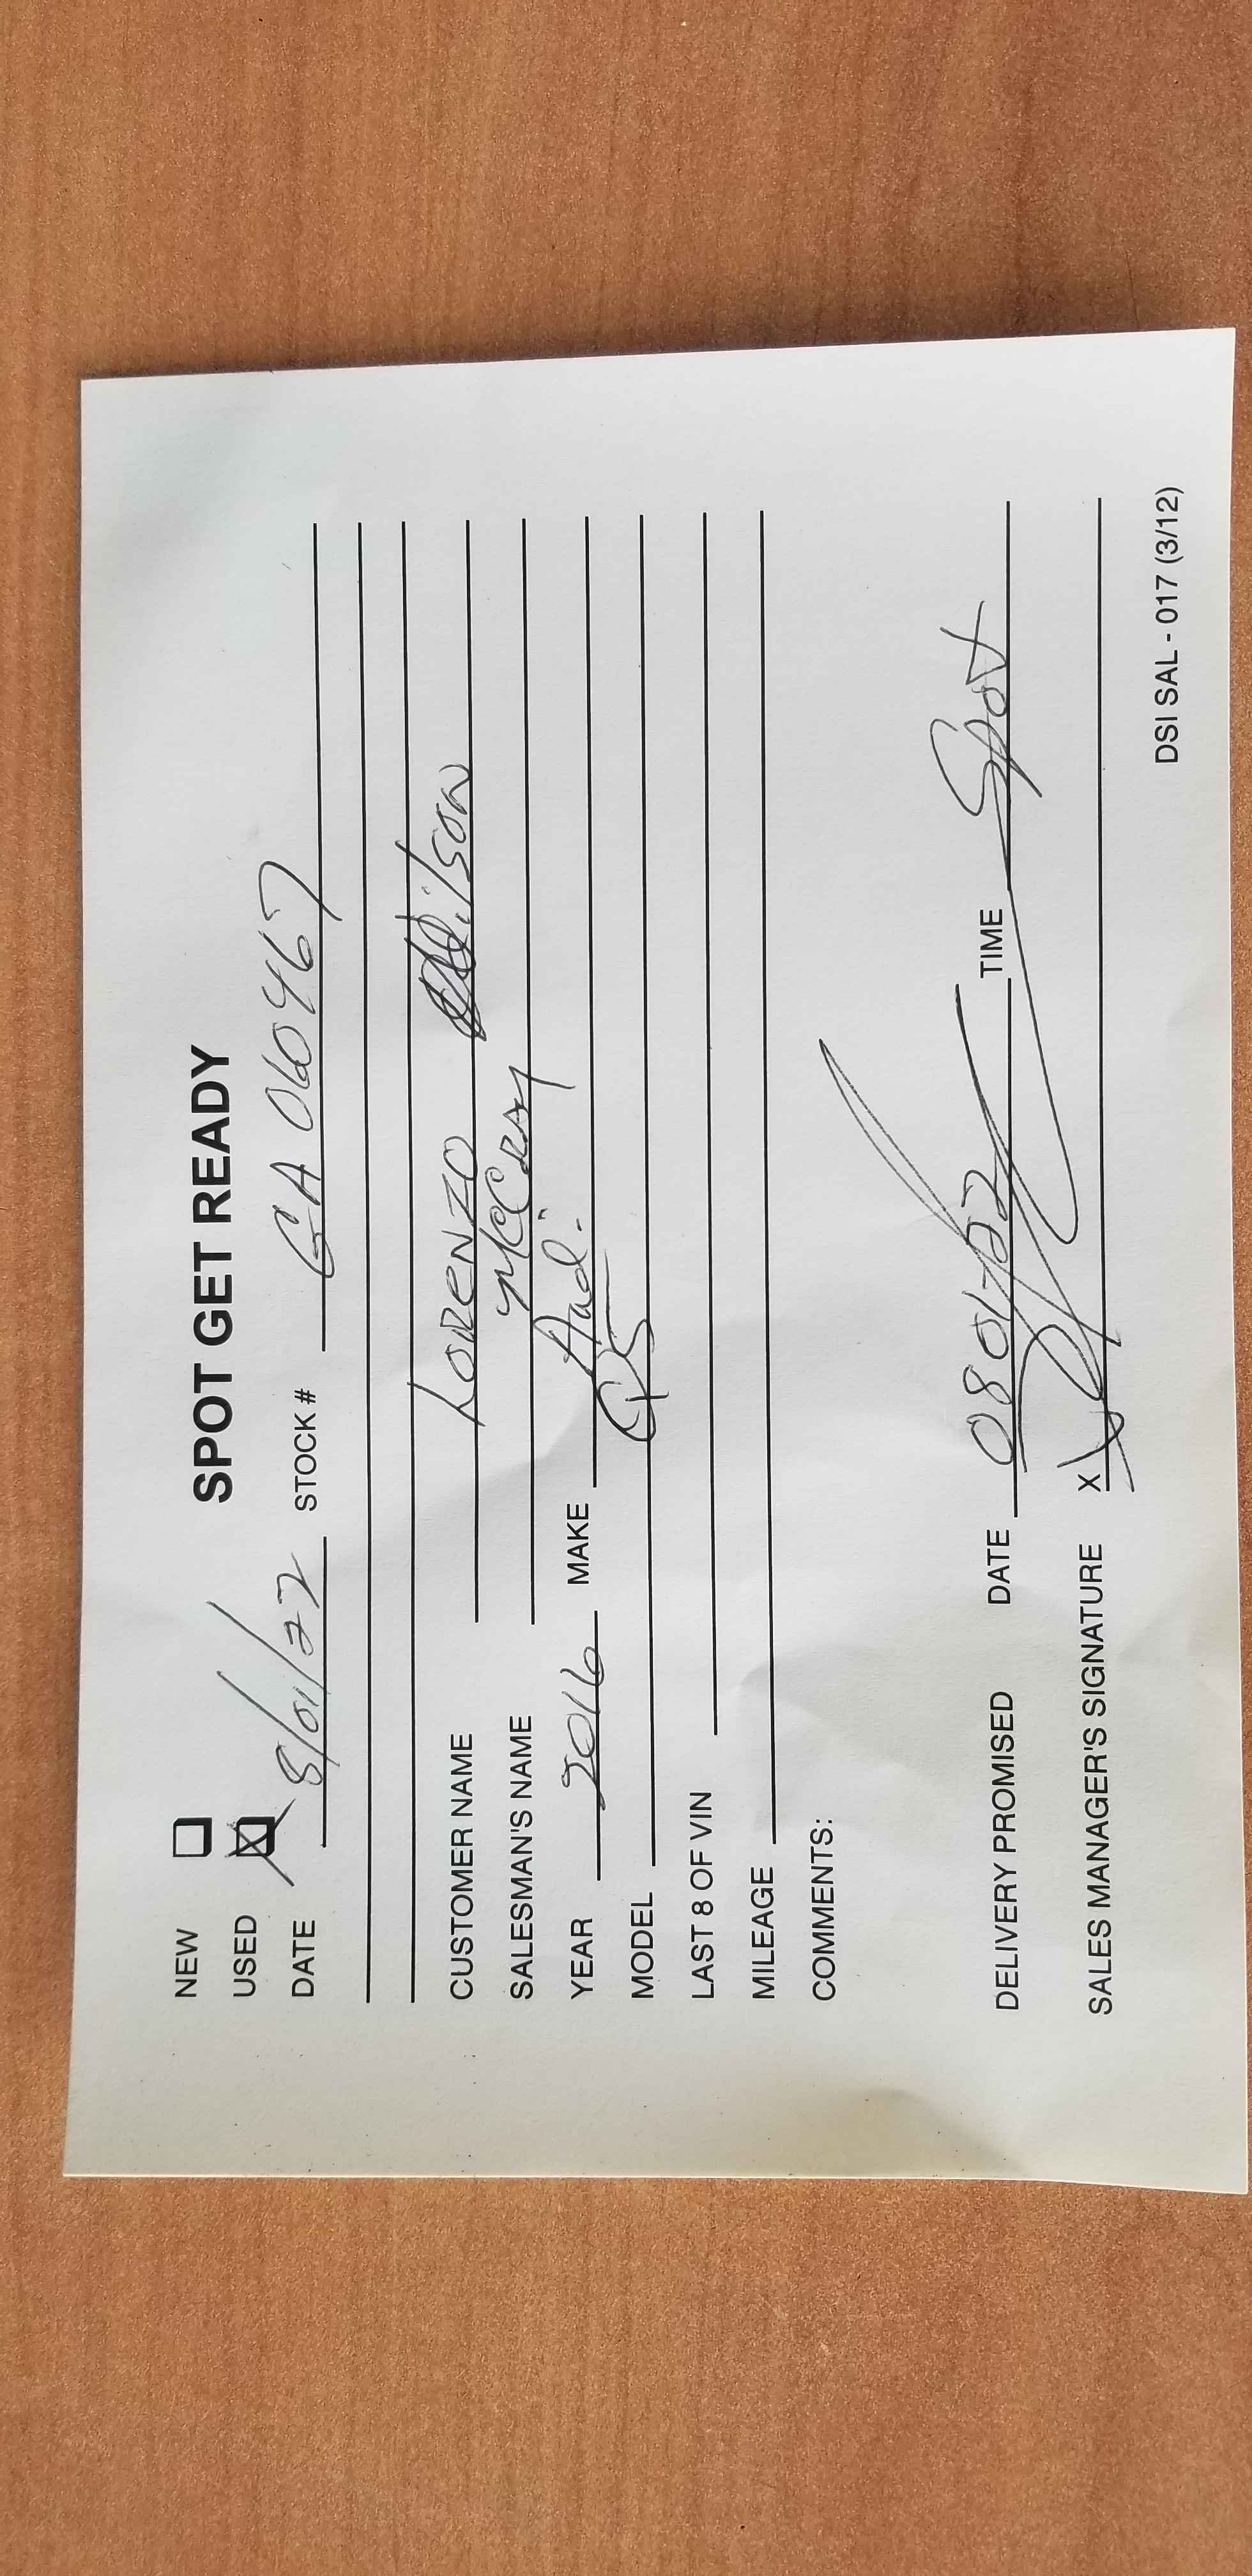 NEW
SPOT GET READY
USED
DATE 8/01/22 STOCK # GA 060467
CUSTOMER NAME LORENZO Wilson
SALESMAN'S NAME McCray
YEAR 2016 MAKE Audi
MODEL Q5
LAST 8 OF VIN
MILEAGE
COMMENTS:
DELIVERY PROMISED DATE 08 01/22 TIME Spot
SALES MANAGER'S SIGNATURE X
DSI SAL - 017 (3/12)